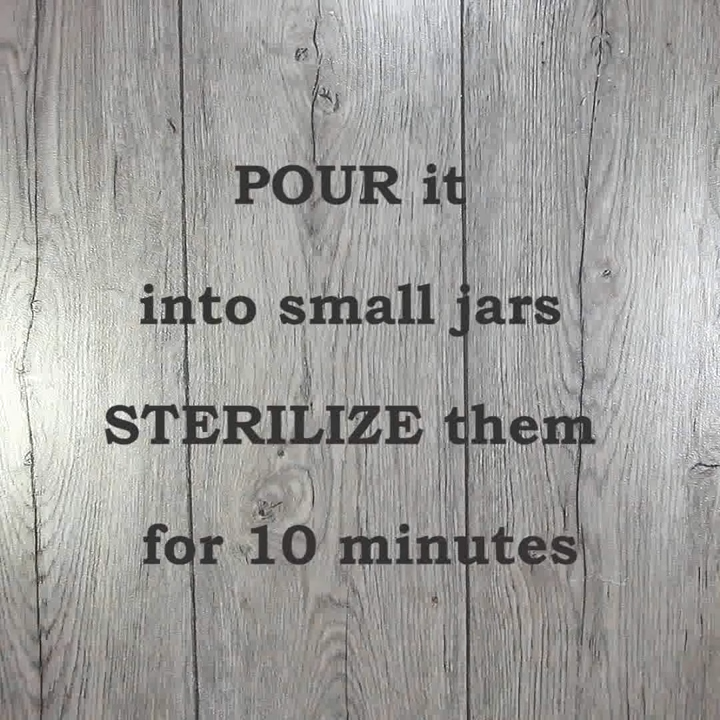 POUR it
into small jars
STERILIZE them
for 10 minutes